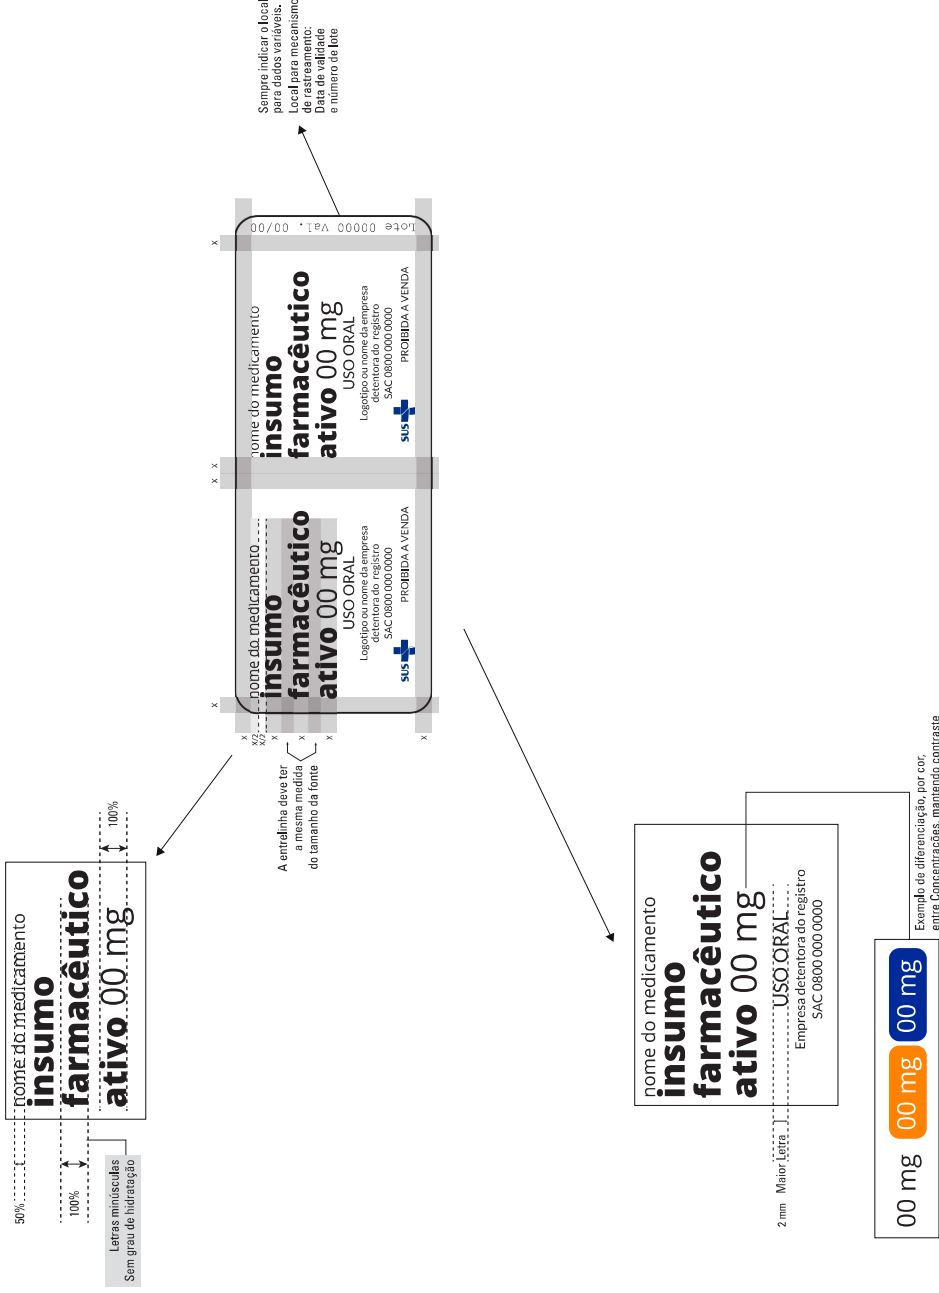 50%
nome do medicamento
insumo
farmacêutico
ativo 00 mg
100%
100%
Letras minúsculas
Sem grau de hidratação
Sempre indicar o local
para dados variáveis.
Local para mecanismo
de rastreamento:
Data de validade
e número de lote
X
X/2
X/2
X
X
X
X
A entrelinha deve ter
a mesma medida
do tamanho da fonte
X
X
X
X
nome do medicamento
insumo
farmacêutico
ativo 00 mg
USO ORAL
Logotipo ou nome da empresa
detentora do registro
SAC 0800 000 0000
SUS
PROIBIDA A VENDA
nome do medicamento
insumo
farmacêutico
ativo 00 mg
USO ORAL
Logotipo ou nome da empresa
detentora do registro
SAC 0800 000 0000
SUS
PROIBIDA A VENDA
Lote 00000 Val. 00/00
nome do medicamento
insumo
farmacêutico
ativo 00 mg
USO ORAL
Empresa detentora do registro
SAC 0800 000 0000
2 mm Maior Letra
00 mg
00 mg
00 mg
Exemplo de diferenciação, por cor,
entre Concentrações, mantendo contraste